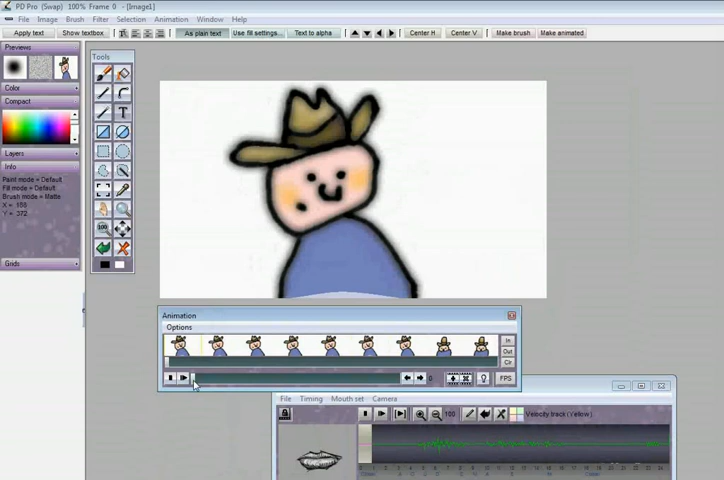 PD Pro (Swap) 100% Frame 0 - [Image1]
File Image Brush Filter Selection Animation Window Help
Apply text Show textbox As plain text Use fill settings... Text to alpha Center H Center V Make brush Make animated
Previews
Tools
Color
Compact
Layers
Info
Paint mode = Default
Fill mode = Default
Brush mode = Matte
X = 158
Y = 372
T
100
Grids
Animation
Options
In
Out
Clr
0 FPS
File Timing Mouth set Camera
100 Velocity track (Yellow)